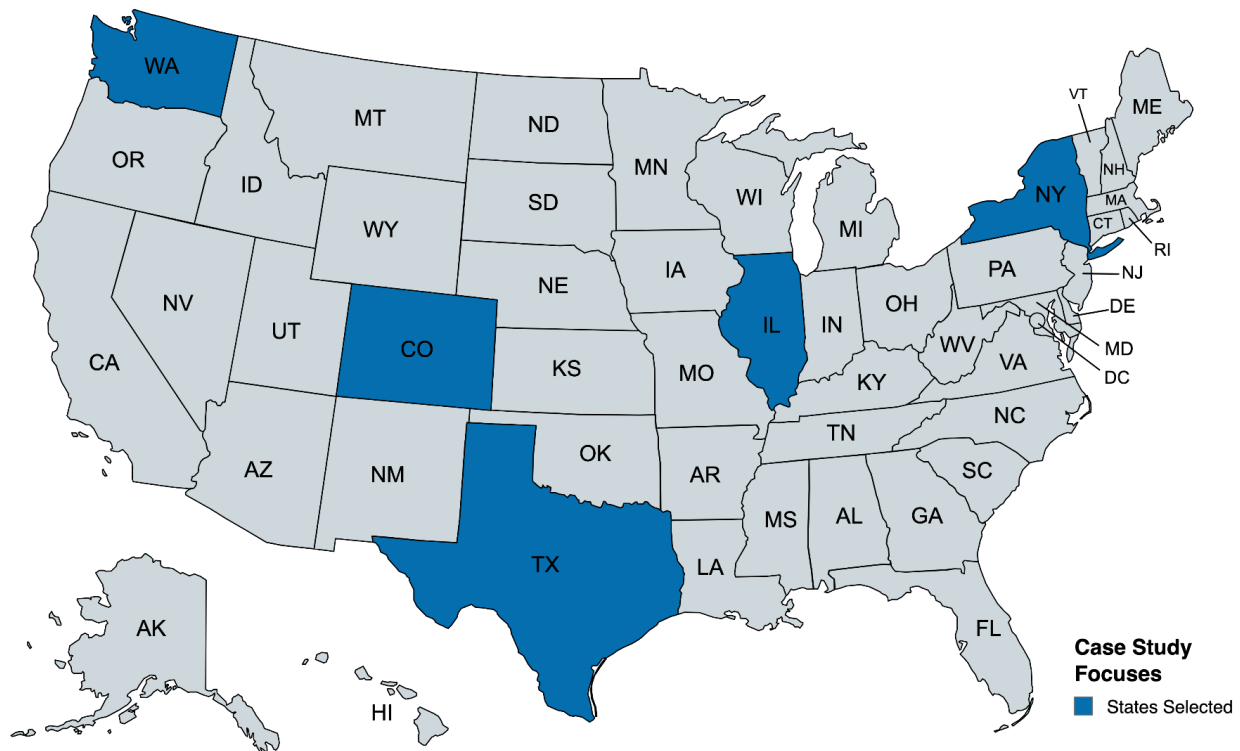 WA
MT
ND
MN
VT
ME
OR
ID
SD
WI
NH
NY
MA
WY
MI
CT
RI
IA
PA
NJ
NE
OH
NV
UT
CO
IL
IN
DE
CA
KS
MO
WV
VA
MD
DC
KY
NC
TN
AZ
NM
OK
AR
SC
MS
AL
GA
TX
LA
AK
FL
HI
Case Study
Focuses
States Selected